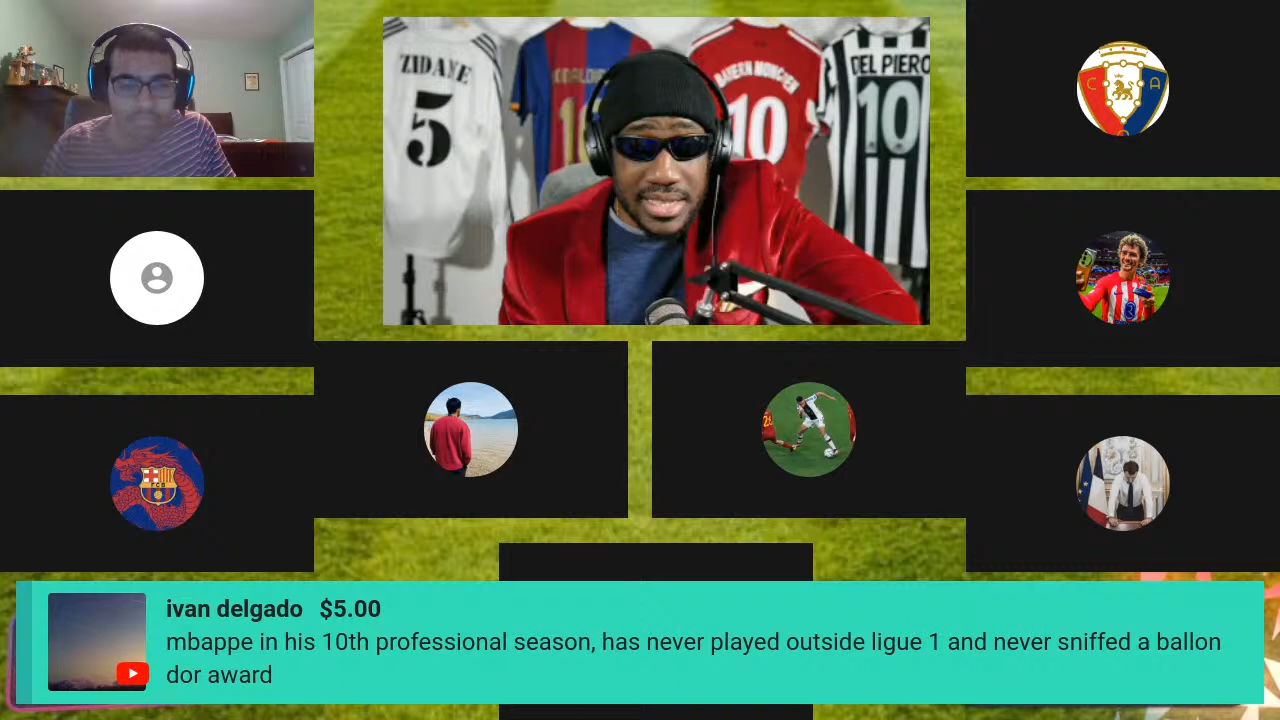 ZIDANE
5
BAYERN MUNCHEN
10
DEL PIERO
10
C A
FCB
ivan delgado $5.00
mbappe in his 10th professional season, has never played outside ligue 1 and never sniffed a ballon
dor award